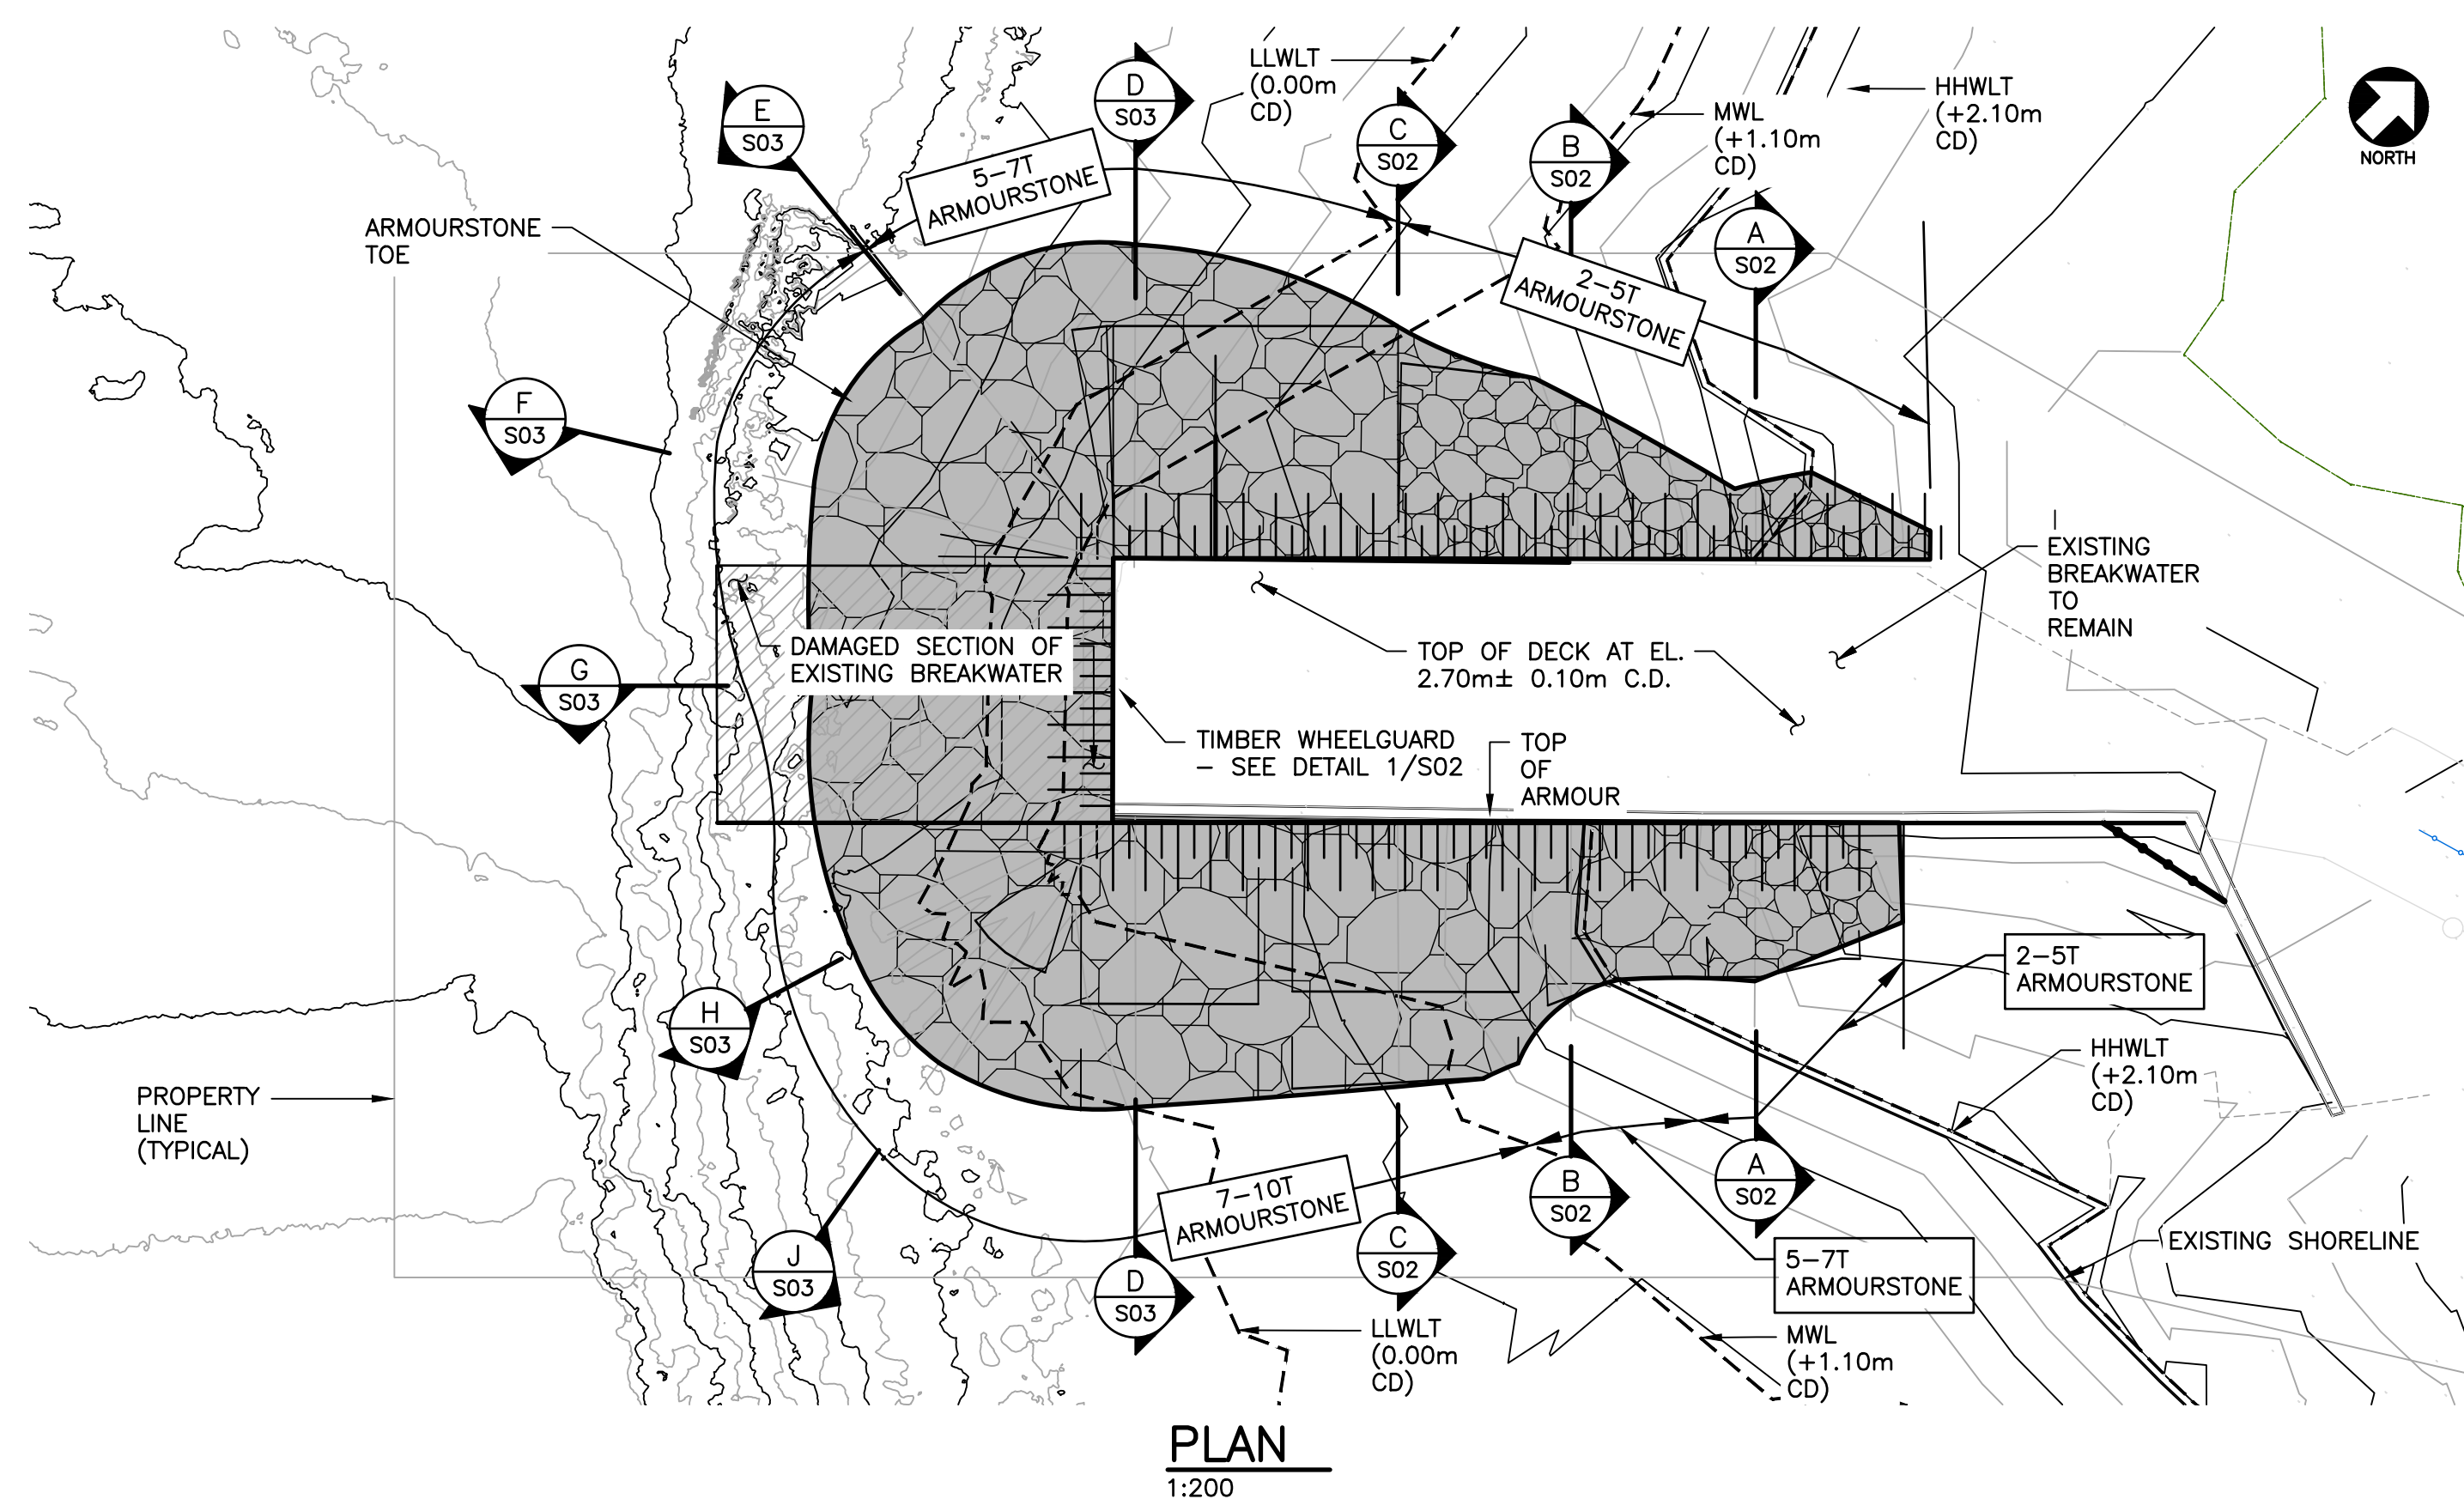 LLWLT
(0.00m
CD)
D
S03
E
S03
C
S02
B
S02
MWL
(+1.10m
CD)
HHWLT
(+2.10m
CD)
NORTH
5-7T
ARMOURSTONE
ARMOURSTONE
TOE
A
S02
2-5T
ARMOURSTONE
F
S03
EXISTING
BREAKWATER
TO
REMAIN
G
S03
DAMAGED SECTION OF
EXISTING BREAKWATER
TOP OF DECK AT EL.
2.70m± 0.10m C.D.
TIMBER WHEELGUARD
- SEE DETAIL 1/S02
TOP
OF
ARMOUR
H
S03
2-5T
ARMOURSTONE
HHWLT
(+2.10m
CD)
PROPERTY
LINE
(TYPICAL)
7-10T
ARMOURSTONE
B
S02
A
S02
J
S03
D
S03
C
S02
5-7T
ARMOURSTONE
EXISTING SHORELINE
LLWLT
(0.00m
CD)
MWL
(+1.10m
CD)
PLAN
1:200